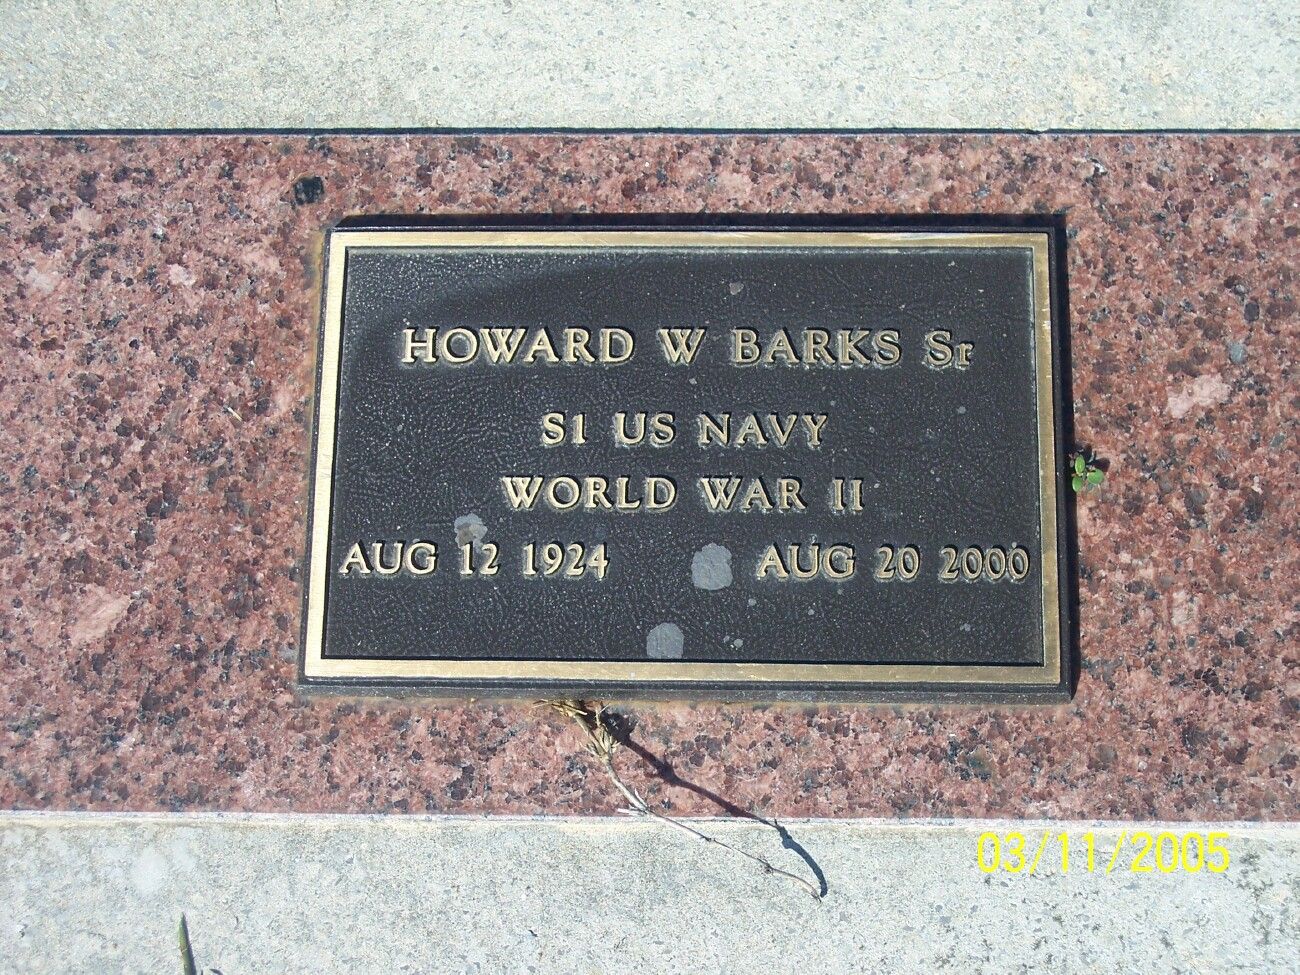 HOWARD W BARKS Sr
S1 US NAVY
WORLD WAR II
AUG 12 1924 AUG 20 2000
03/11/2005